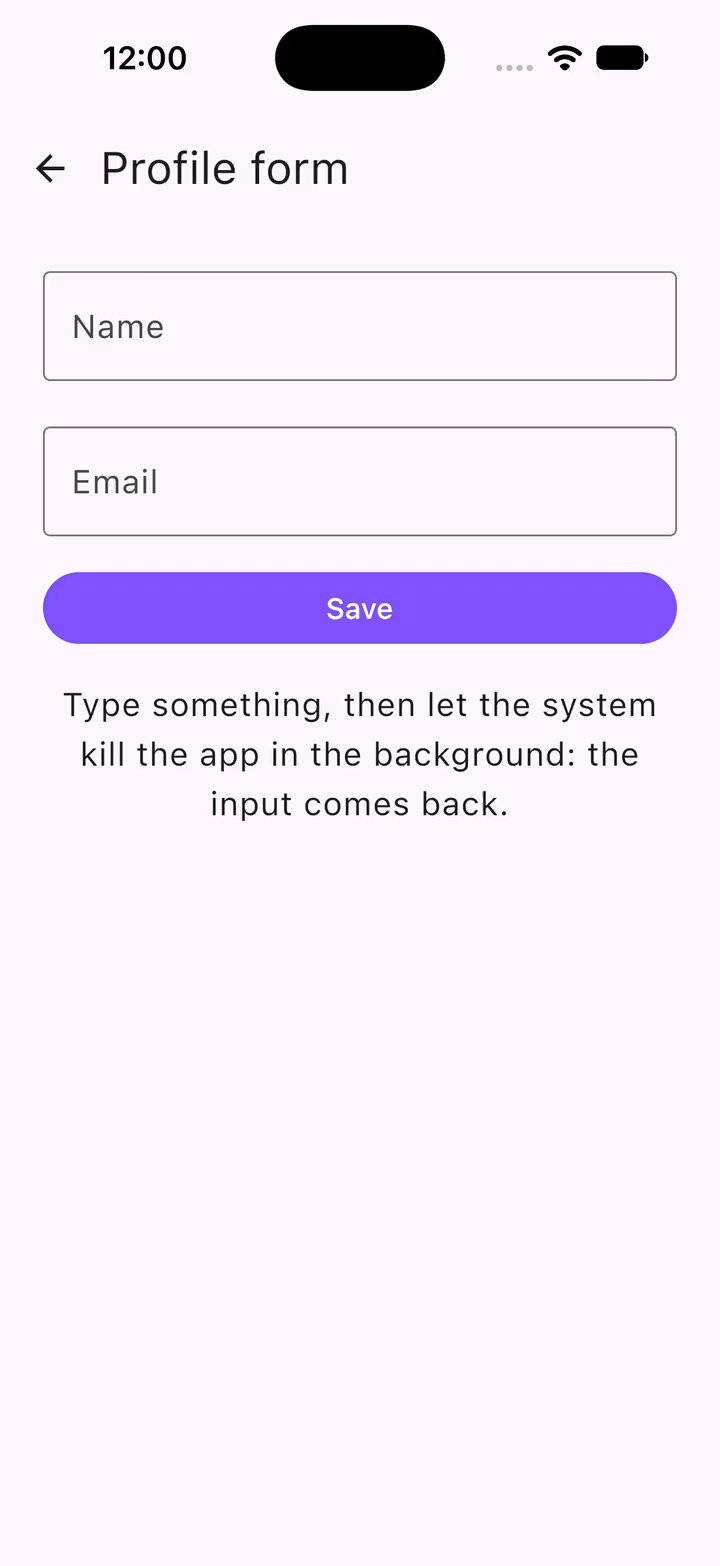 12:00
Profile form
Name
Email
Save
Type something, then let the system
kill the app in the background: the
input comes back.